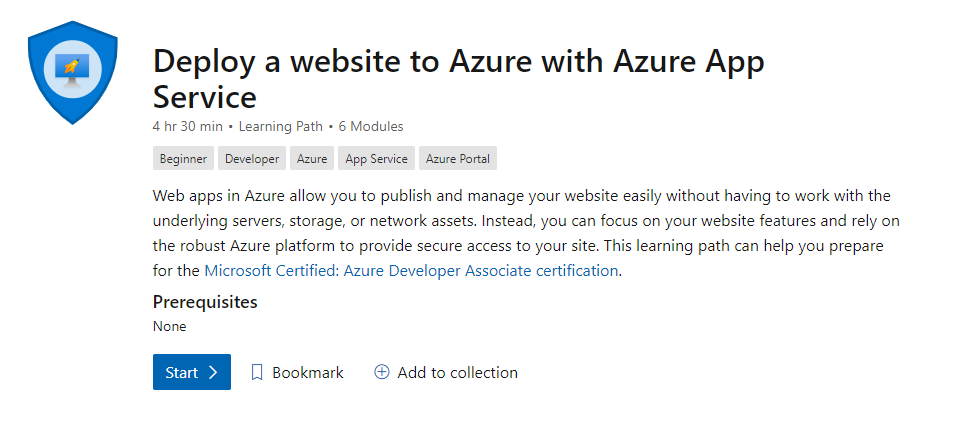 Deploy a website to Azure with Azure App
Service
4 hr 30 min • Learning Path • 6 Modules
Beginner Developer Azure App Service Azure Portal
Web apps in Azure allow you to publish and manage your website easily without having to work with the
underlying servers, storage, or network assets. Instead, you can focus on your website features and rely on
the robust Azure platform to provide secure access to your site. This learning path can help you prepare
for the Microsoft Certified: Azure Developer Associate certification.
Prerequisites
None
Start Bookmark Add to collection